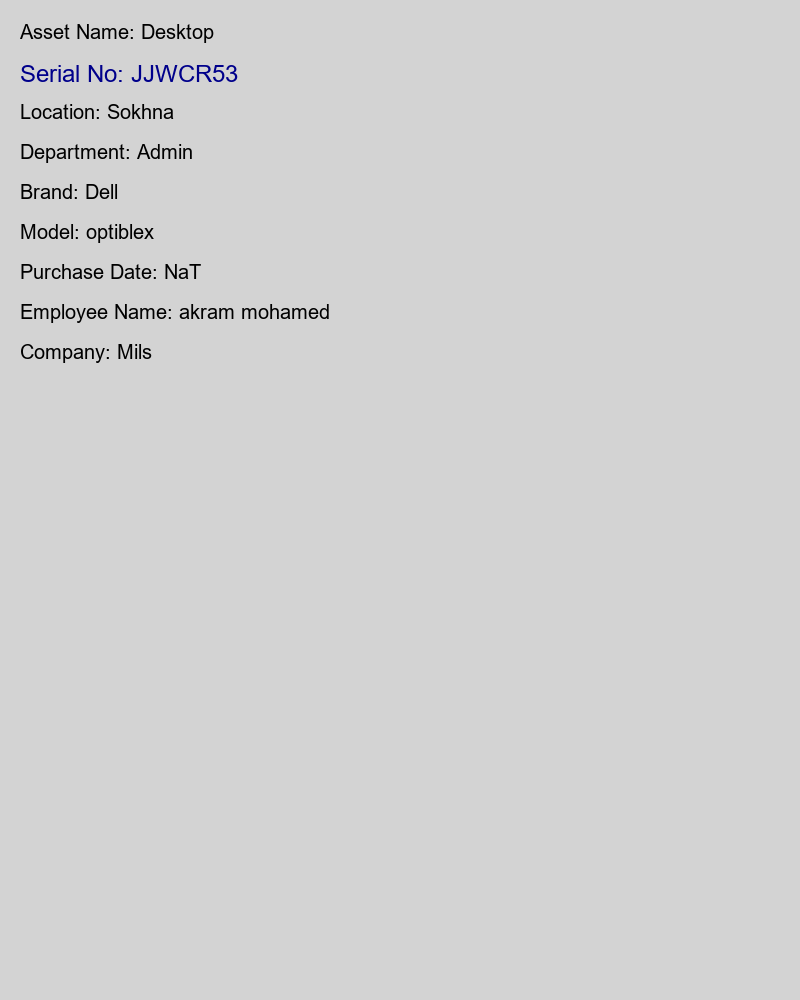 Asset Name: Desktop
Serial No: JJWCR53
Location: Sokhna
Department: Admin
Brand: Dell
Model: optiblex
Purchase Date: NaT
Employee Name: akram mohamed
Company: Mils